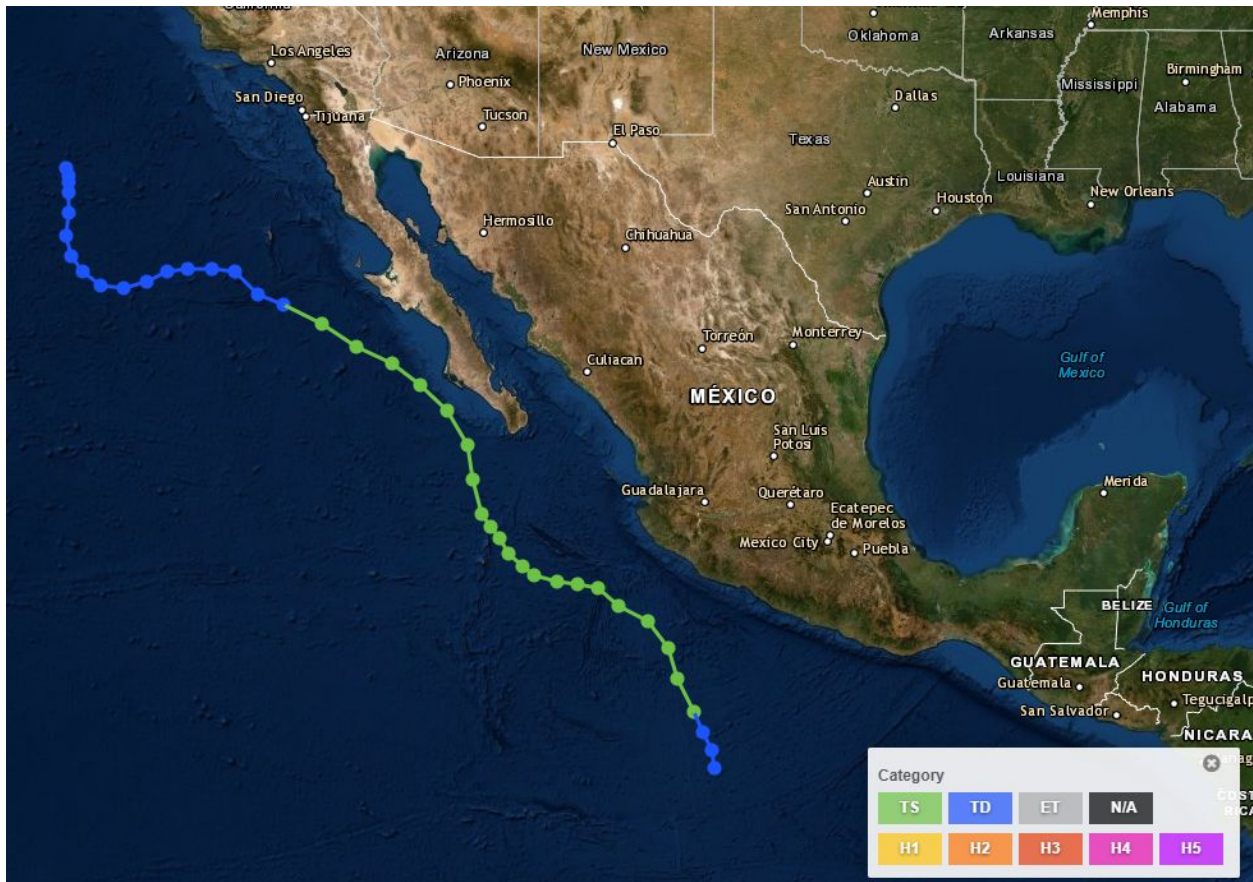 Memphis
Oklahoma
Arkansas
Los Angeles
Arizona
New Mexico
Birmingham
Phoenix
Mississippi
San Diego
Dallas
Alabama
Tijuana
Tucson
El Paso
Texas
Louisiana
Austin
New Orleans
Houston
San Antonio
Hermosillo
Chihuahua
Torreón
Monterrey
Gulf of
Mexico
Culiacan
MÉXICO
San Luis
Potosi
Guadalajara
Querétaro
Merida
Ecatepec
de Morelos
Mexico City
Puebla
BELIZE
Gulf of
Honduras
GUATEMALA
Guatemala
HONDURAS
San Salvador
Tegucigalp
NICARA
Category
TS
TD
ET
N/A
H1
H2
H3
H4
H5